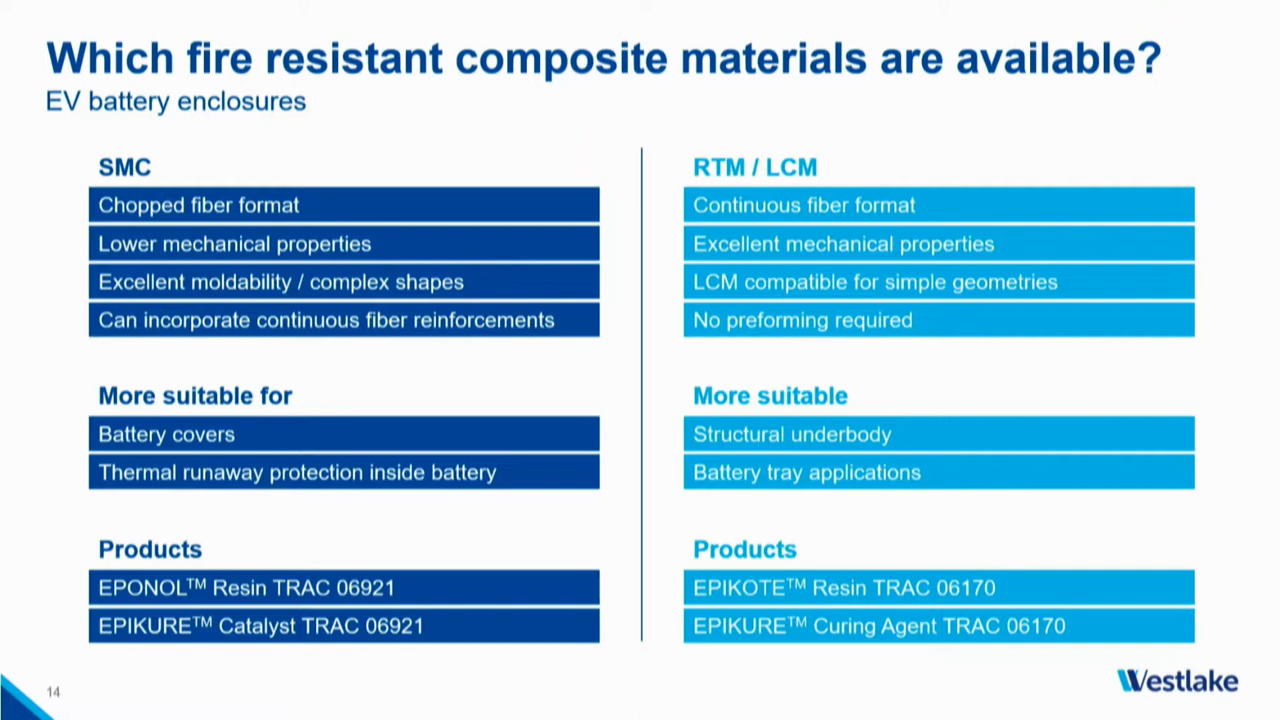 Which fire resistant composite materials are available?
EV battery enclosures
SMC
Chopped fiber format
Lower mechanical properties
Excellent moldability / complex shapes
Can incorporate continuous fiber reinforcements
More suitable for
Battery covers
Thermal runaway protection inside battery
Products
EPONOL™ Resin TRAC 06921
EPIKURE™ Catalyst TRAC 06921
RTM / LCM
Continuous fiber format
Excellent mechanical properties
LCM compatible for simple geometries
No preforming required
More suitable
Structural underbody
Battery tray applications
Products
EPIKOTE™ Resin TRAC 06170
EPIKURE™ Curing Agent TRAC 06170
14
Westlake